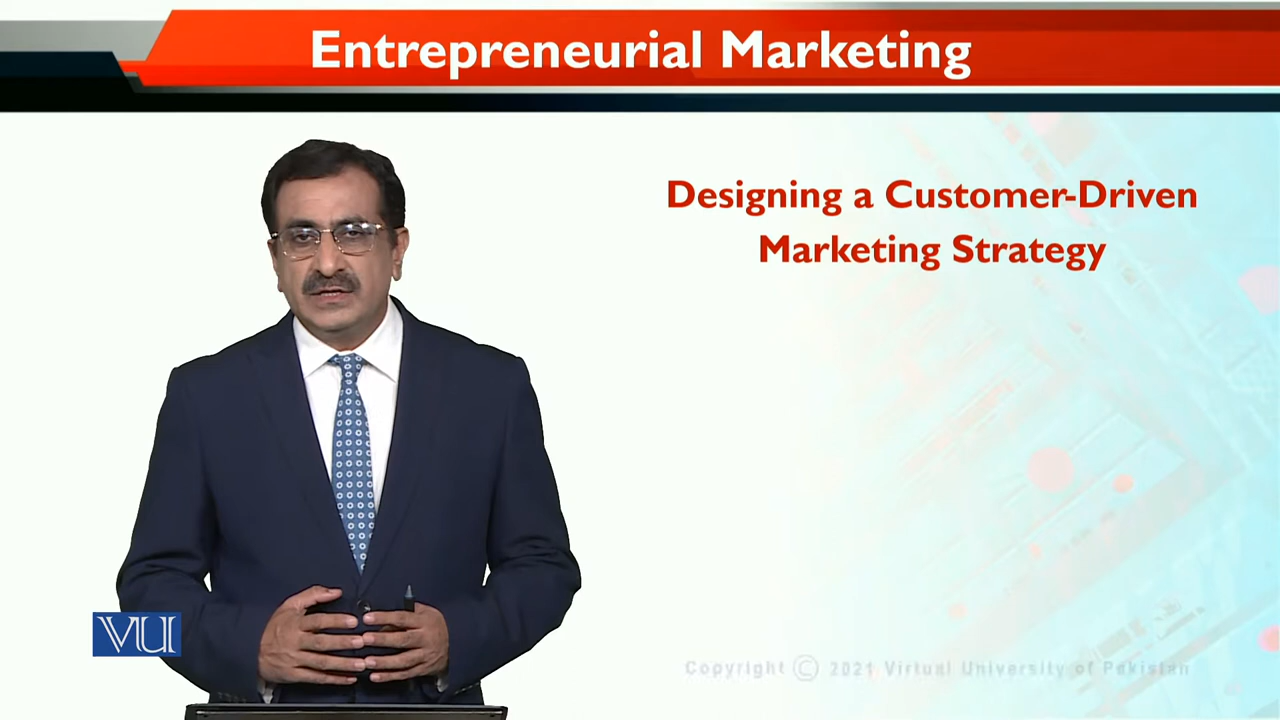 Entrepreneurial Marketing
Designing a Customer-Driven
Marketing Strategy
VU
Copyright © 2021 Virtual University of Pakistan